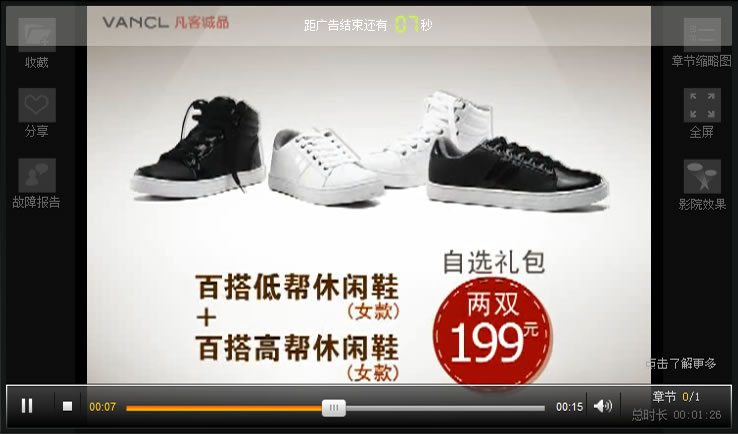 VANCL 凡客诚品
距广告结束还有 07 秒
收藏
分享
故障报告
章节缩略图
全屏
影院效果
自选礼包
百搭低帮休闲鞋
(女款)
+
百搭高帮休闲鞋
(女款)
两双
199元
点击了解更多
00:07
00:15
章节 0/1
总时长 00:01:26